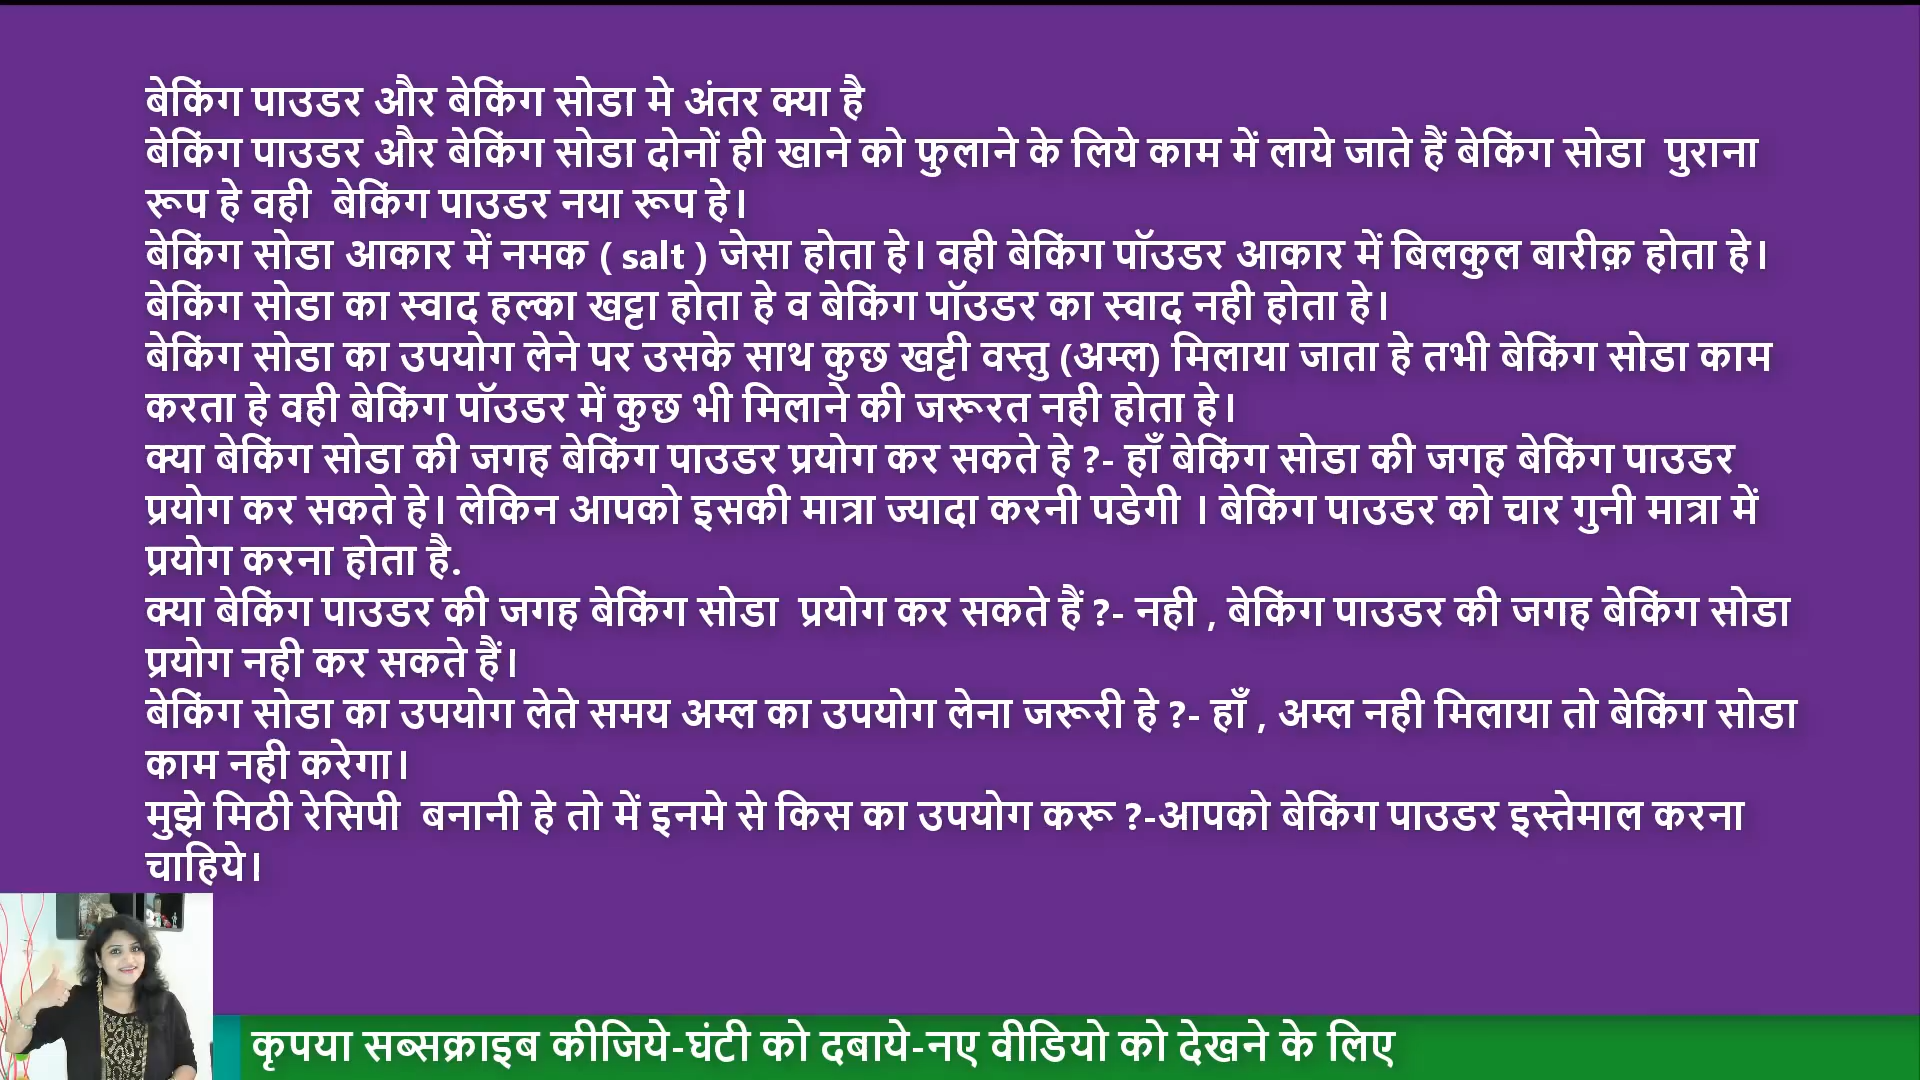 बेकिंग पाउडर और बेकिंग सोडा मे अंतर क्या है
बेकिंग पाउडर और बेकिंग सोडा दोनों ही खाने को फुलाने के लिये काम में लाये जाते हैं बेकिंग सोडा पुराना
रूप हे वही बेकिंग पाउडर नया रूप हे।
बेकिंग सोडा आकार में नमक ( salt ) जेसा होता हे। वही बेकिंग पॉउडर आकार में बिलकुल बारीक़ होता हे।
बेकिंग सोडा का स्वाद हल्का खट्टा होता हे व बेकिंग पॉउडर का स्वाद नही होता हे।
बेकिंग सोडा का उपयोग लेने पर उसके साथ कुछ खट्टी वस्तु (अम्ल) मिलाया जाता हे तभी बेकिंग सोडा काम
करता हे वही बेकिंग पॉउडर में कुछ भी मिलाने की जरूरत नही होता हे।
क्या बेकिंग सोडा की जगह बेकिंग पाउडर प्रयोग कर सकते हे ?- हाँ बेकिंग सोडा की जगह बेकिंग पाउडर
प्रयोग कर सकते हे। लेकिन आपको इसकी मात्रा ज्यादा करनी पडेगी । बेकिंग पाउडर को चार गुनी मात्रा में
प्रयोग करना होता है.
क्या बेकिंग पाउडर की जगह बेकिंग सोडा प्रयोग कर सकते हैं ?- नही , बेकिंग पाउडर की जगह बेकिंग सोडा
प्रयोग नही कर सकते हैं।
बेकिंग सोडा का उपयोग लेते समय अम्ल का उपयोग लेना जरूरी हे ?- हाँ , अम्ल नही मिलाया तो बेकिंग सोडा
काम नही करेगा।
मुझे मिठी रेसिपी बनानी हे तो में इनमे से किस का उपयोग करू ?-आपको बेकिंग पाउडर इस्तेमाल करना
चाहिये।
कृपया सब्सक्राइब कीजिये-घंटी को दबाये-नए वीडियो को देखने के लिए